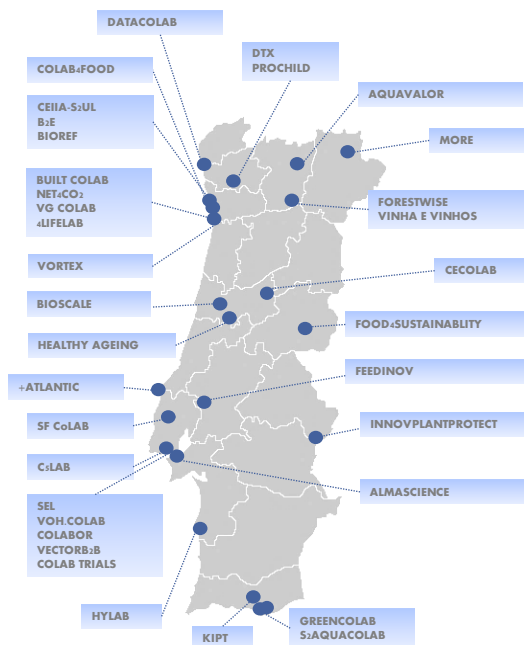 DATACOLAB
COLAB4FOOD
DTX
PROCHILD
AQUAVALOR
CEIIA-S2UL
B2E
BIOREF
MORE
BUILT COLAB
NET4CO2
VG COLAB
4LIFELAB
FORESTWISE
VINHA E VINHOS
VORTEX
CECOLAB
BIOSCALE
FOOD4SUSTAINABLITY
HEALTHY AGEING
FEEDINOV
+ATLANTIC
SF COLAB
INNOVPLANTPROTECT
C5LAB
ALMASCIENCE
SEL
VOH.COLAB
COLABOR
VECTORB2B
COLAB TRIALS
HYLAB
KIPT
GREENCOLAB
S2AQUACOLAB